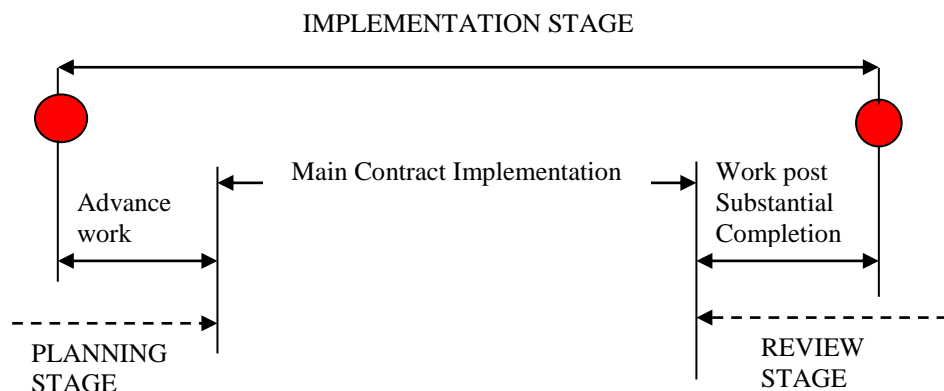 IMPLEMENTATION STAGE
Main Contract Implementation
Advance
work
Work post
Substantial
Completion
PLANNING
STAGE
REVIEW
STAGE